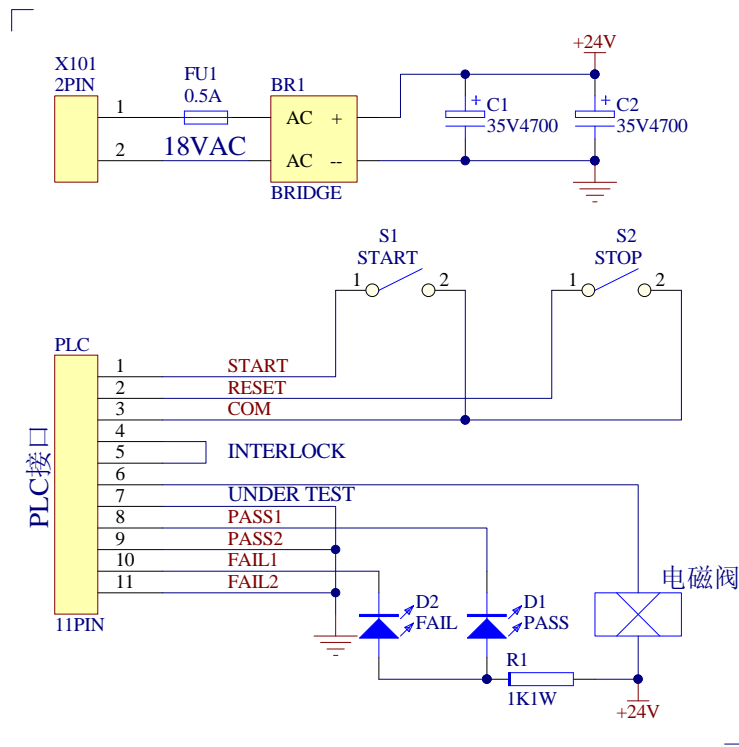 +24V
X101
2PIN
FU1
0.5A
BR1
1
AC +
C1
35V4700
C2
35V4700
2
18VAC
AC --
BRIDGE
S1
START
1 2
S2
STOP
1 2
PLC
PLC接口
1 START
2 RESET
3 COM
4
5 INTERLOCK
6
7 UNDER TEST
8 PASS1
9 PASS2
10 FAIL1
11 FAIL2
11PIN
电磁阀
D2
FAIL
D1
PASS
R1
1K1W
+24V